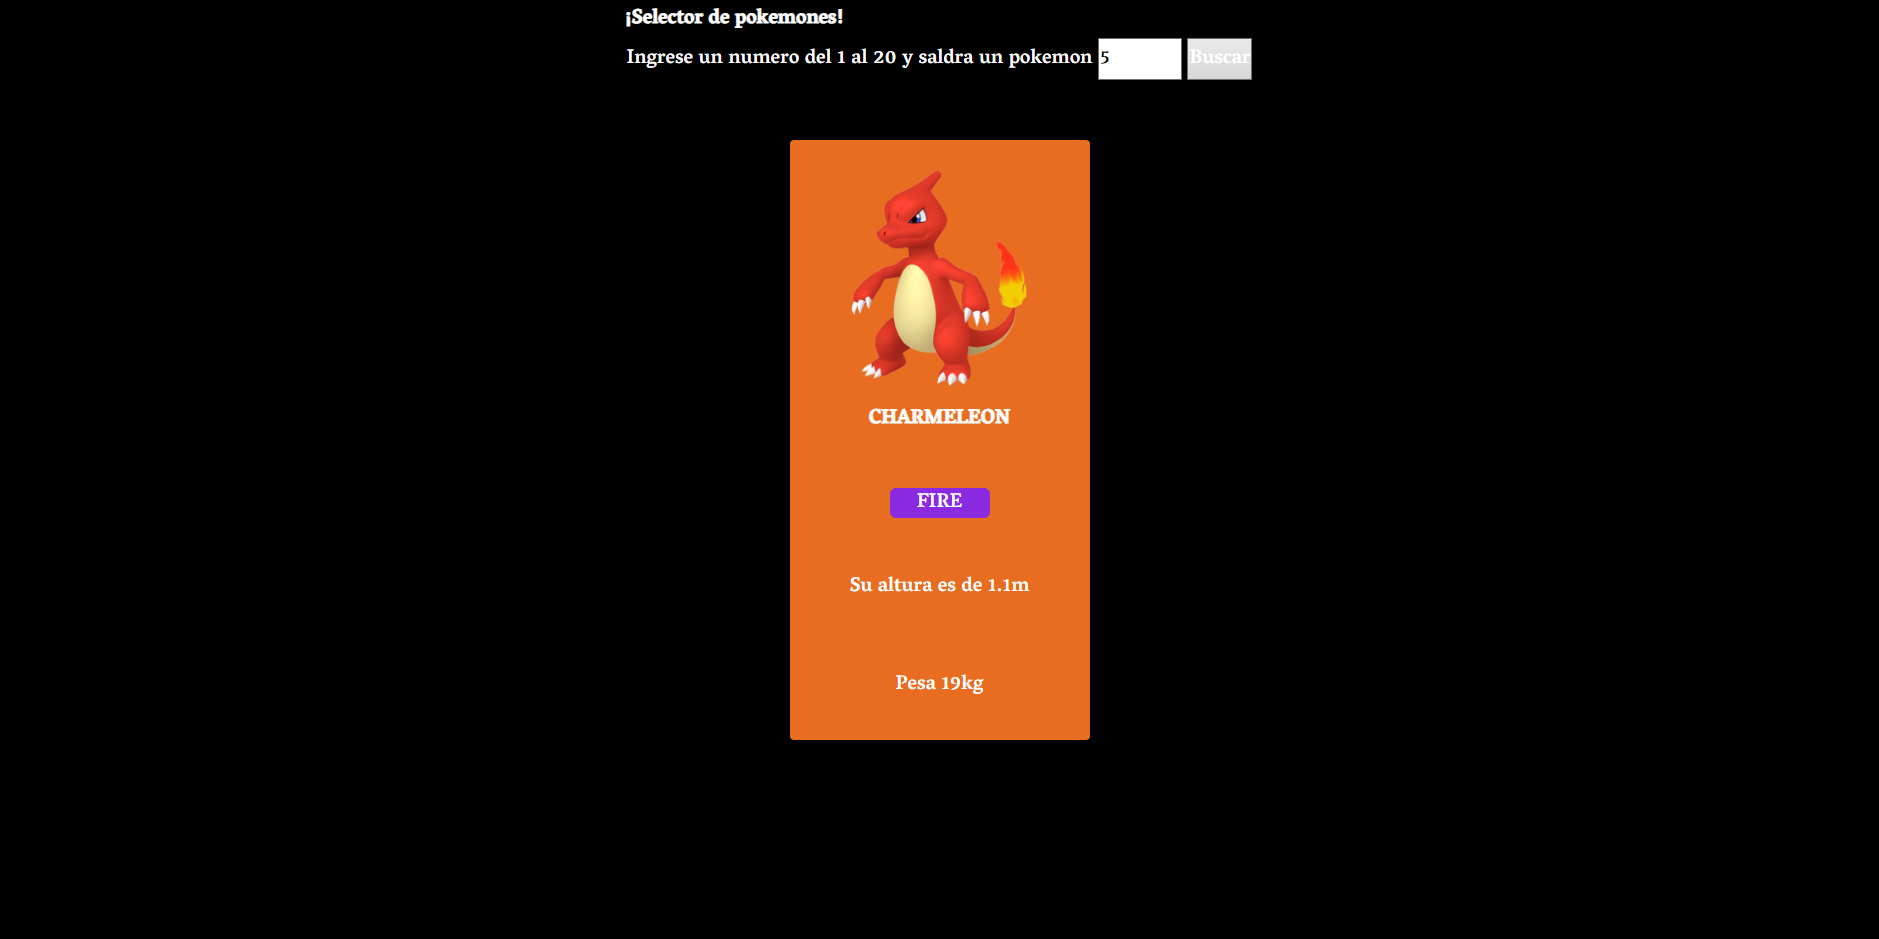 ¡Selector de pokemones!
Ingrese un numero del 1 al 20 y saldra un pokemon 5 Buscar
CHARMELEON
FIRE
Su altura es de 1.1m
Pesa 19kg